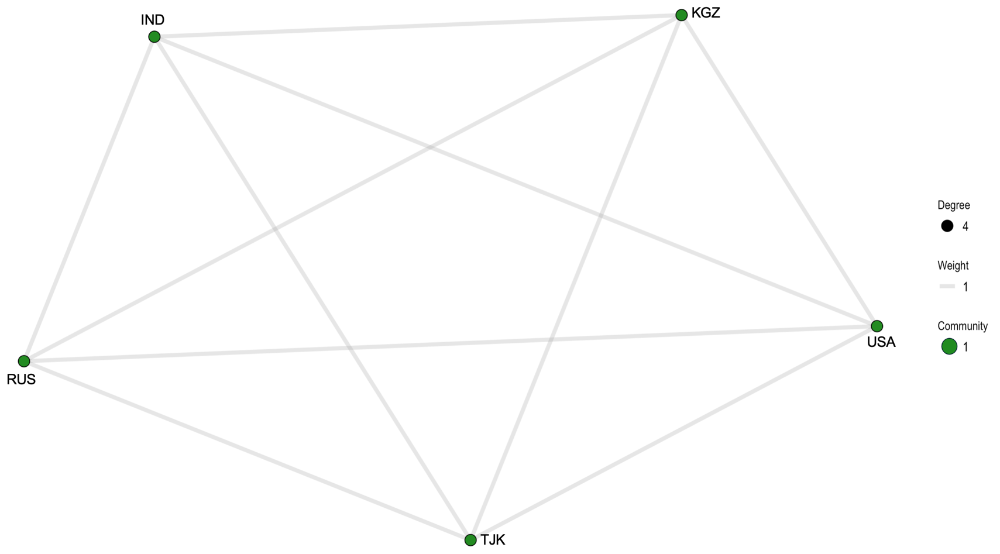 IND
KGZ
USA
RUS
TJK
Degree
4
Weight
1
Community
1